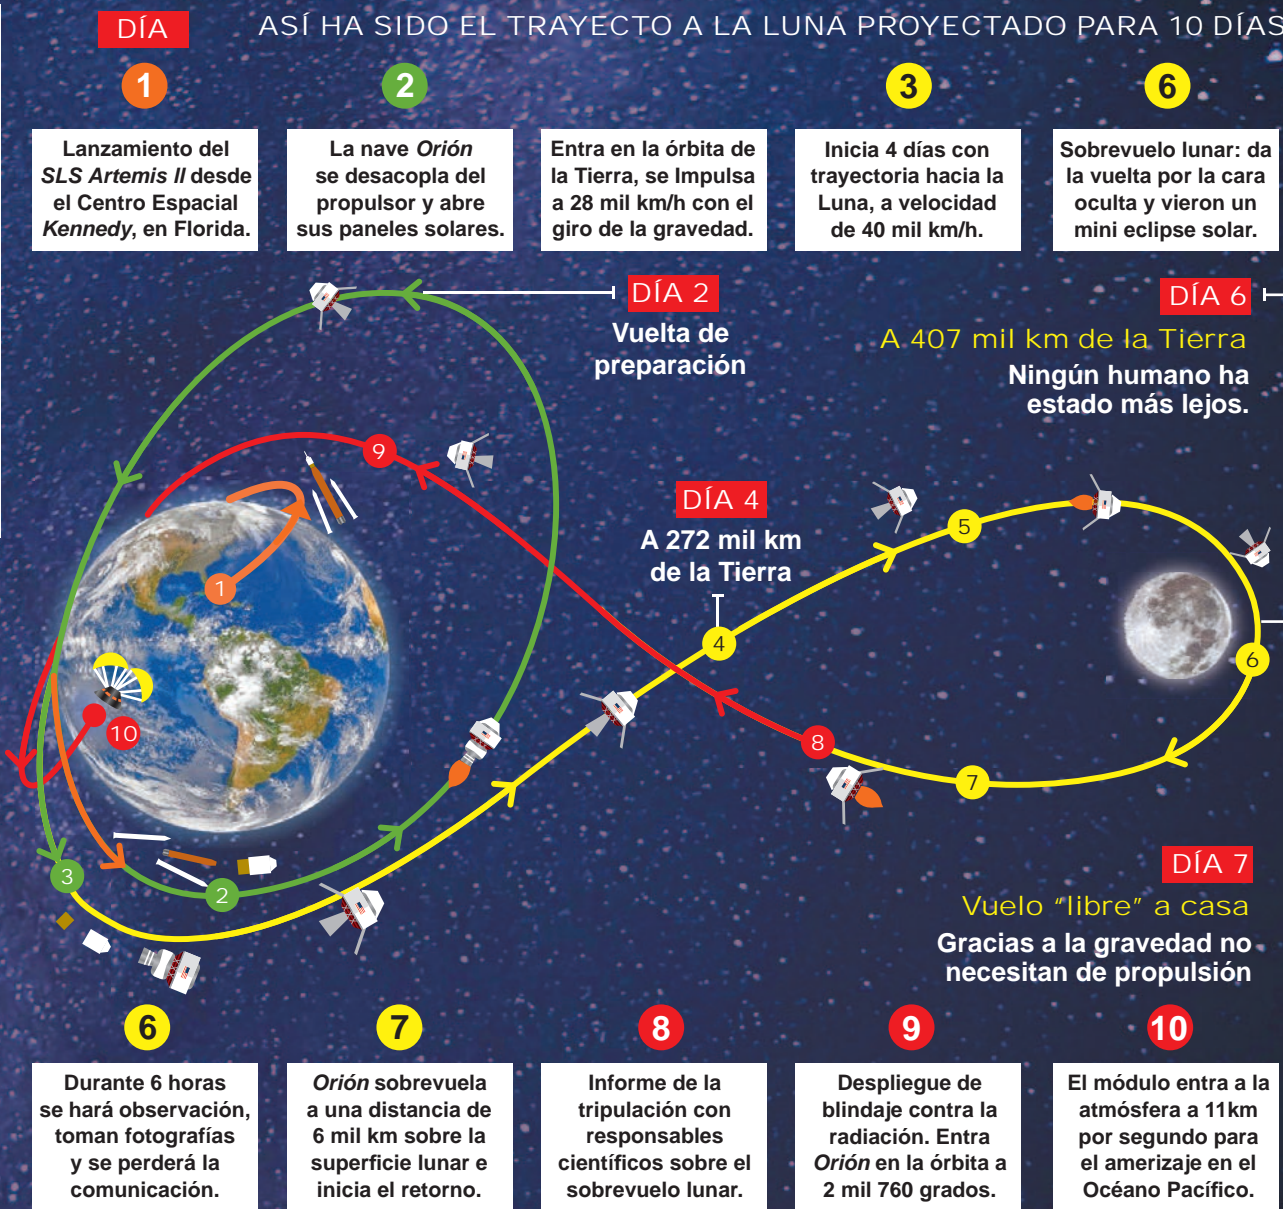 DÍA
ASÍ HA SIDO EL TRAYECTO A LA LUNA PROYECTADO PARA 10 DÍAS
1
Lanzamiento del
SLS Artemis II desde
el Centro Espacial
Kennedy, en Florida.
2
La nave Orión
se desacopla del
propulsor y abre
sus paneles solares.
Entra en la órbita de
la Tierra, se Impulsa
a 28 mil km/h con el
giro de la gravedad.
3
Inicia 4 días con
trayectoria hacia la
Luna, a velocidad
de 40 mil km/h.
6
Sobrevuelo lunar: da
la vuelta por la cara
oculta y vieron un
mini eclipse solar.
DÍA 2
Vuelta de
preparación
DÍA 6
A 407 mil km de la Tierra
Ningún humano ha
estado más lejos.
9
DÍA 4
A 272 mil km
de la Tierra
5
1
4
6
10
8
7
3
2
DÍA 7
Vuelo "libre" a casa
Gracias a la gravedad no
necesitan de propulsión
6
Durante 6 horas
se hará observación,
toman fotografías
y se perderá la
comunicación.
7
Orión sobrevuela
a una distancia de
6 mil km sobre la
superficie lunar e
inicia el retorno.
8
Informe de la
tripulación con
responsables
científicos sobre el
sobrevuelo lunar.
9
Despliegue de
blindaje contra la
radiación. Entra
Orión en la órbita a
2 mil 760 grados.
10
El módulo entra a la
atmósfera a 11km
por segundo para
el amerizaje en el
Océano Pacífico.